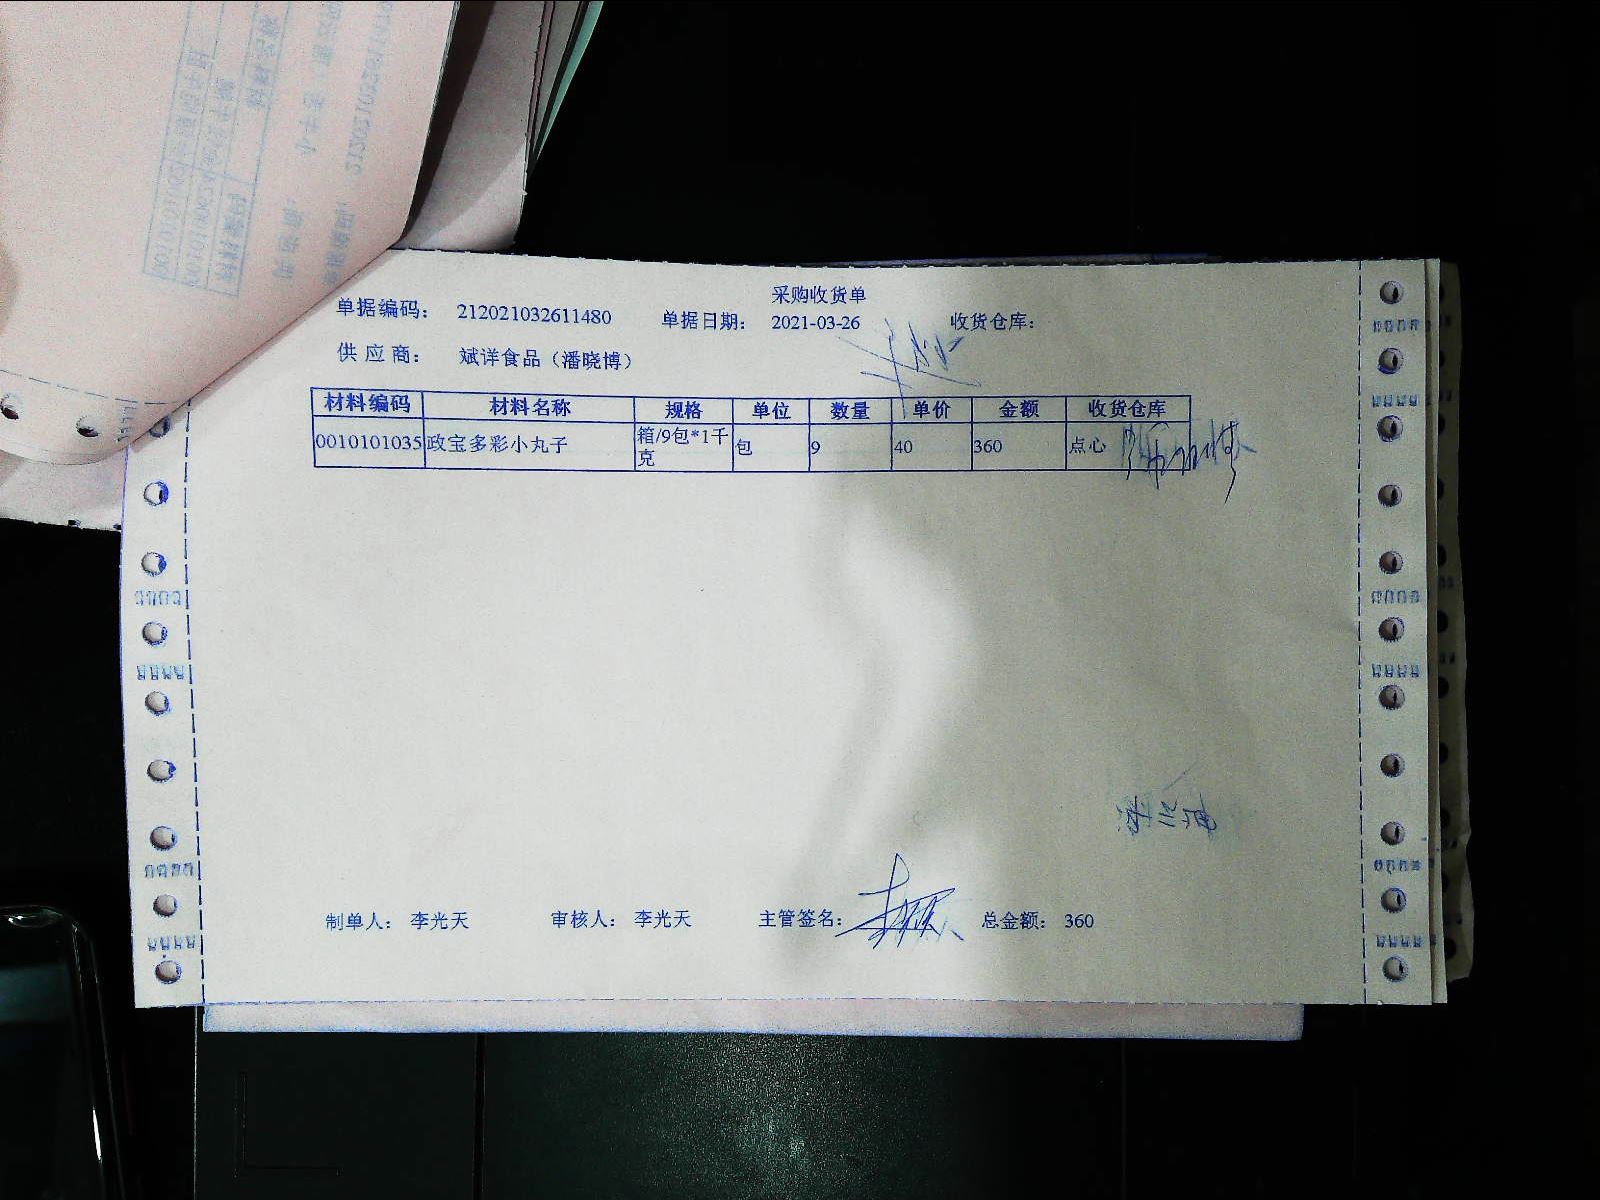 采购收货单
单据编码： 212021032611480 单据日期： 2021-03-26 收货仓库：
供应商： 斌详食品（潘晓博）
材料编码 材料名称 规格 单位 数量 单价 金额 收货仓库
0010101035 政宝多彩小丸子 箱/9包*1千克 包 9 40 360 点心
制单人： 李光天 审核人： 李光天 主管签名： 总金额： 360